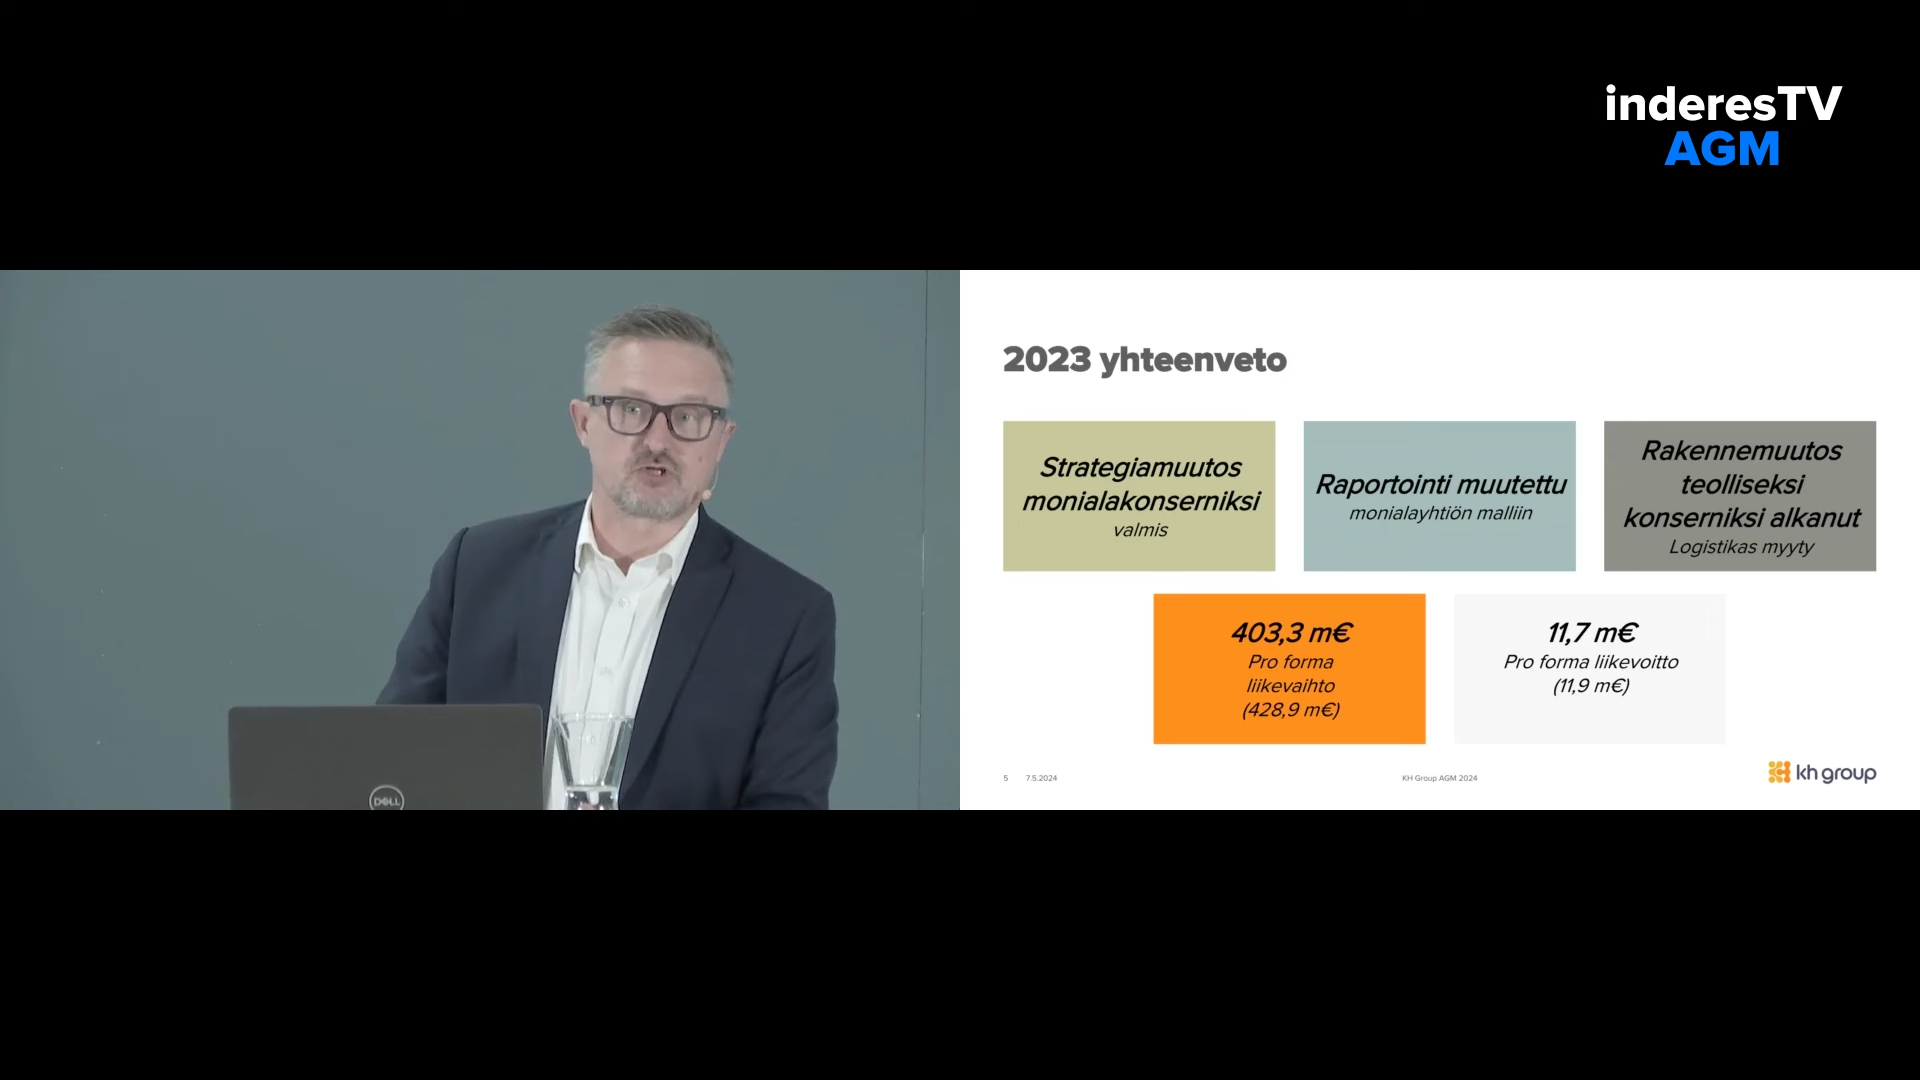 inderesTV
AGM
2023 yhteenveto
Strategiamuutos
monialakonserniksi
valmis
Raportointi muutettu
monialayhtiön malliin
Rakennemuutos
teolliseksi
konserniksi alkanut
Logistikas myyty
403,3 m€
Pro forma
liikevaihto
(428,9 m€)
11,7 m€
Pro forma liikevoitto
(11,9 m€)
5 7.5.2024
KH Group AGM 2024
kh group
DELL